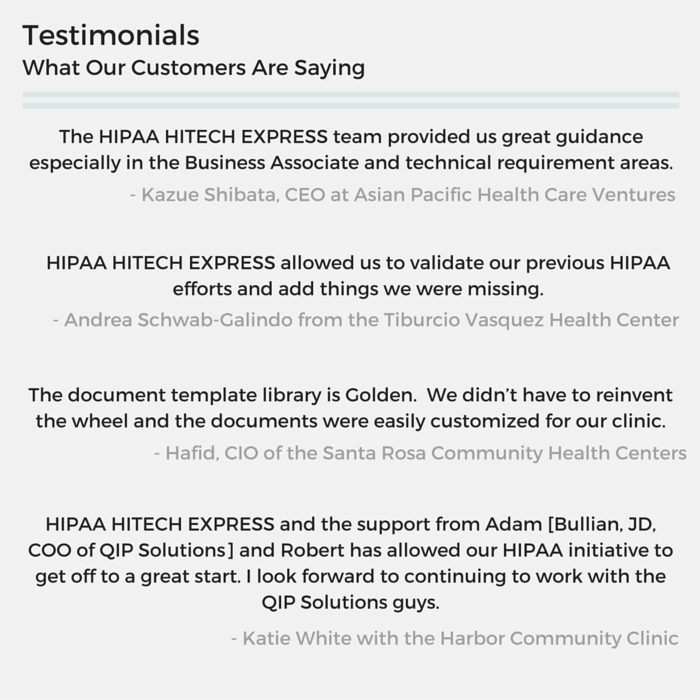 Testimonials
What Our Customers Are Saying
The HIPAA HITECH EXPRESS team provided us great guidance
especially in the Business Associate and technical requirement areas.
- Kazue Shibata, CEO at Asian Pacific Health Care Ventures
HIPAA HITECH EXPRESS allowed us to validate our previous HIPAA
efforts and add things we were missing.
- Andrea Schwab-Galindo from the Tiburcio Vasquez Health Center
The document template library is Golden.  We didn't have to reinvent
the wheel and the documents were easily customized for our clinic.
- Hafid, CIO of the Santa Rosa Community Health Centers
HIPAA HITECH EXPRESS and the support from Adam [Bullian, JD,
COO of QIP Solutions] and Robert has allowed our HIPAA initiative to
get off to a great start. I look forward to continuing to work with the
QIP Solutions guys.
- Katie White with the Harbor Community Clinic